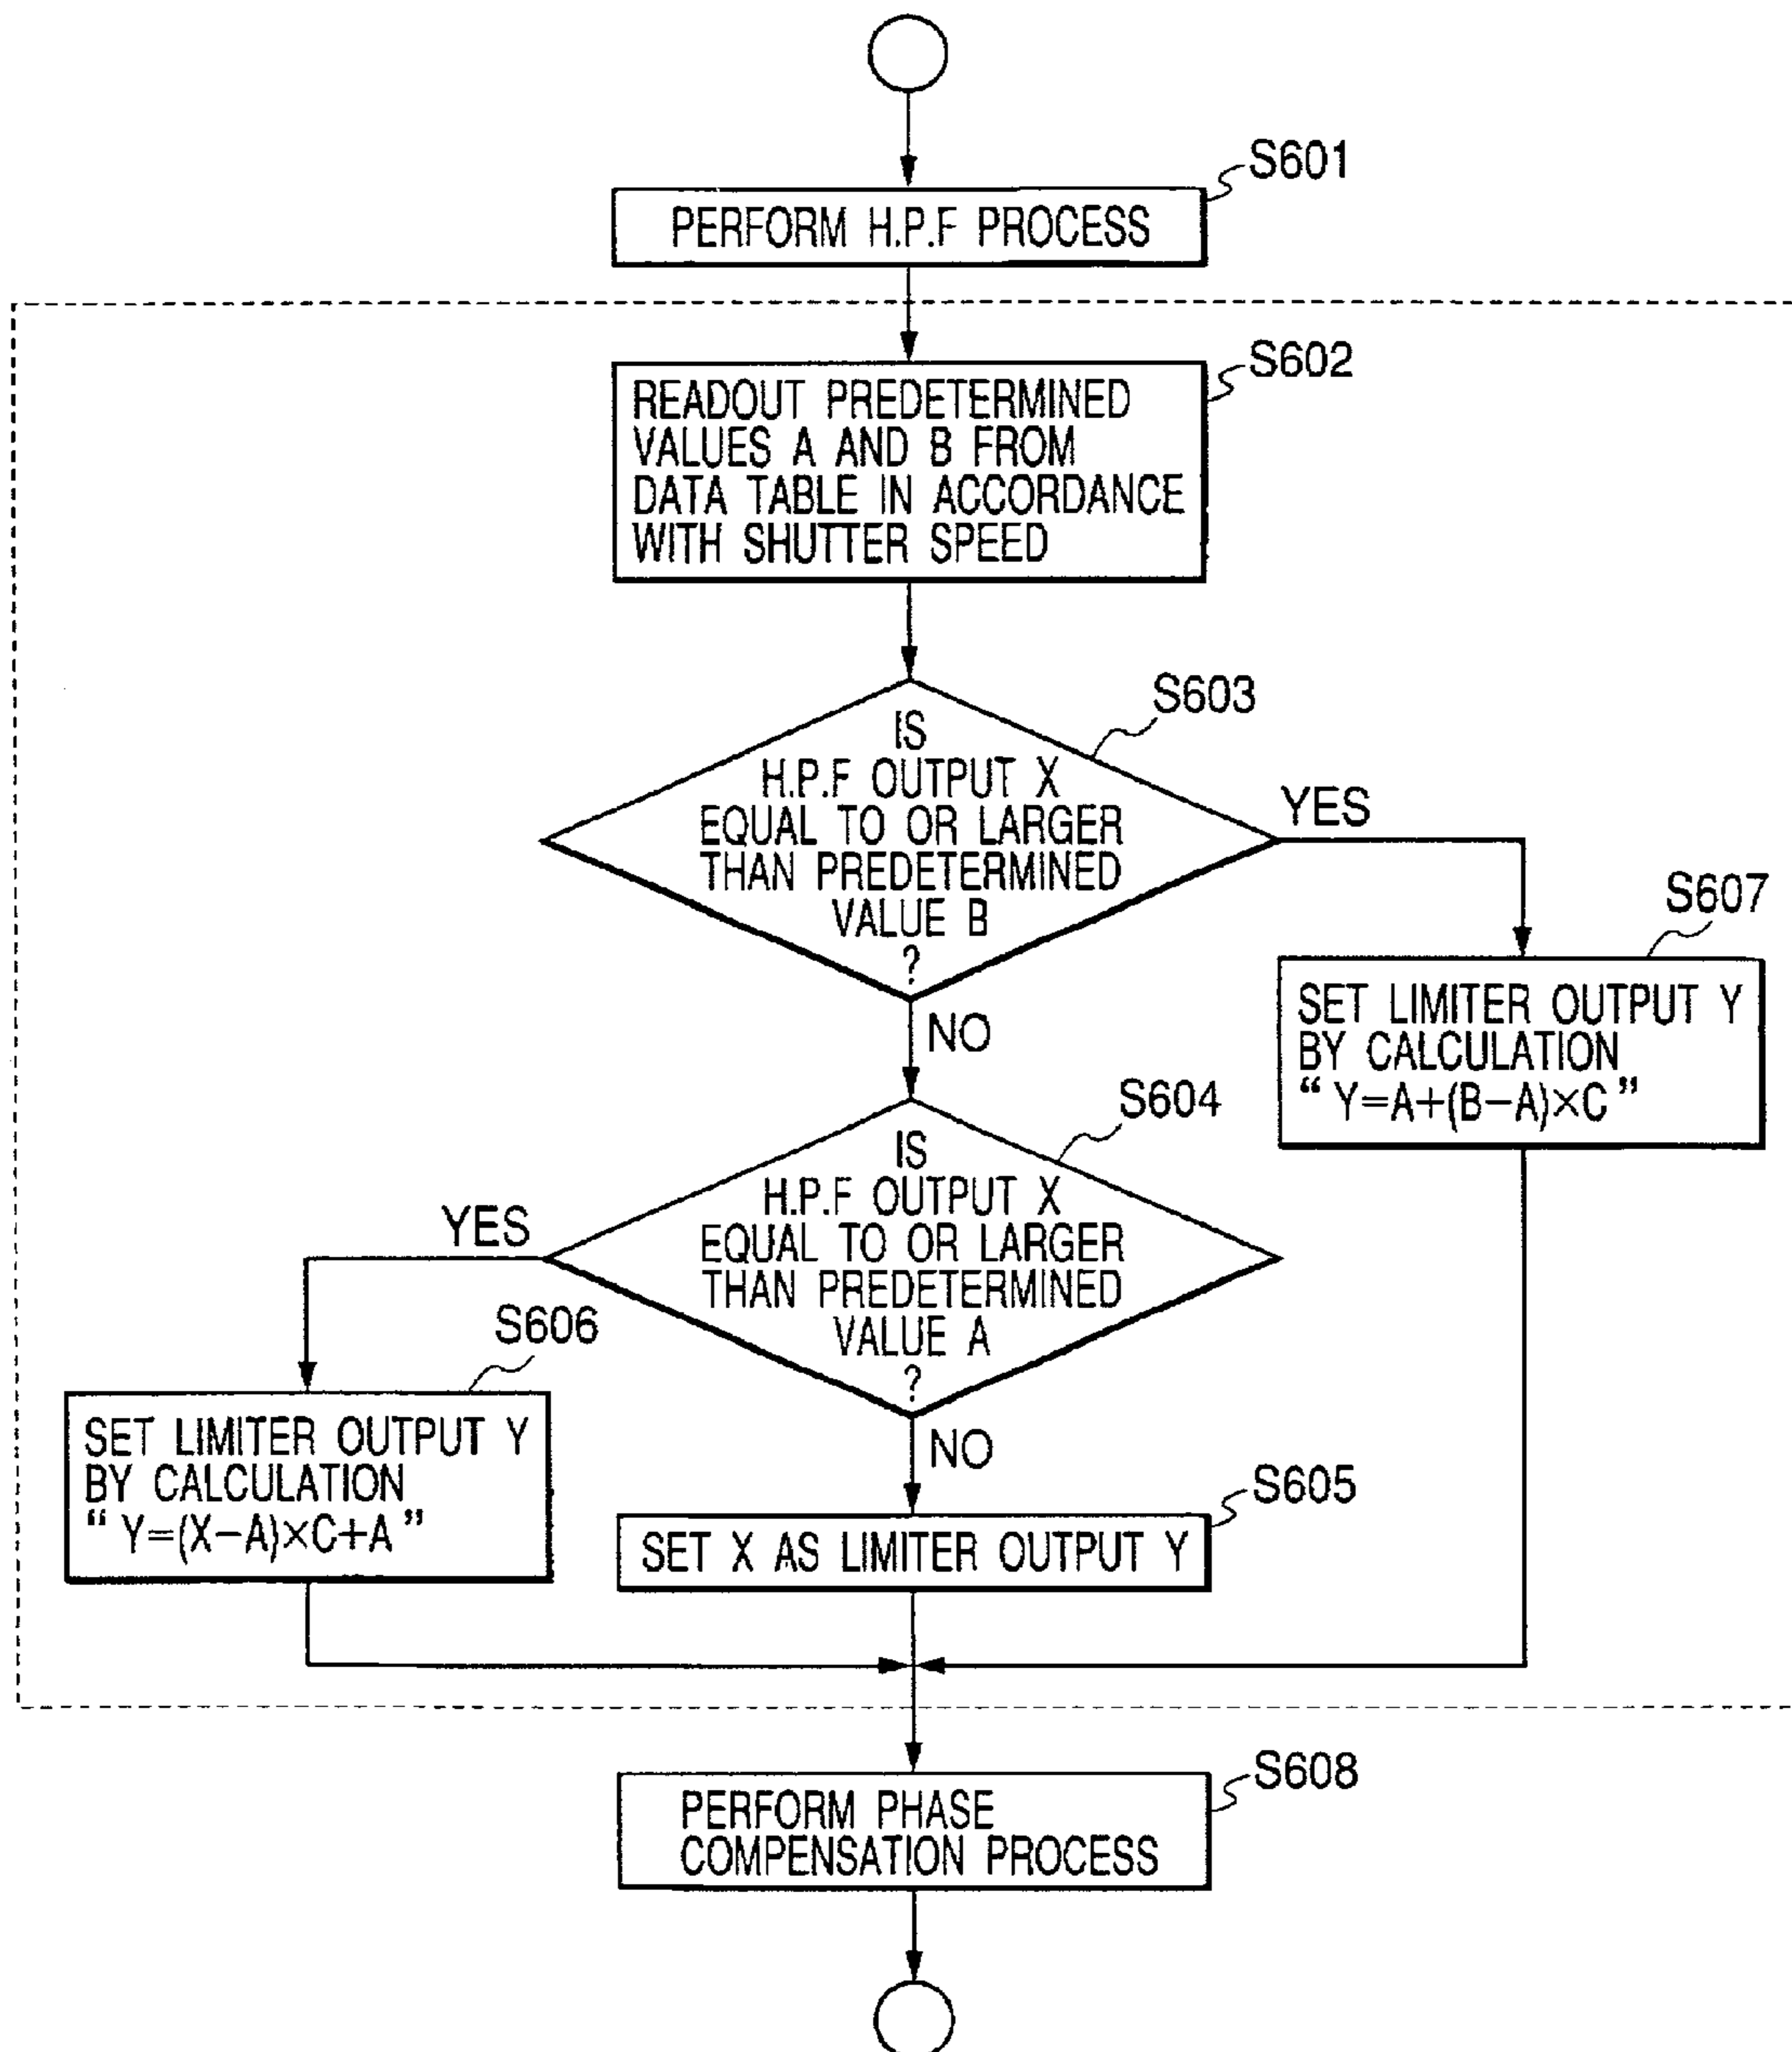 S601
PERFORM H.P.F PROCESS
S602
READOUT PREDETERMINED
VALUES A AND B FROM
DATA TABLE IN ACCORDANCE
WITH SHUTTER SPEED
S603
IS
H.P.F OUTPUT X
EQUAL TO OR LARGER
THAN PREDETERMINED
VALUE B
?
YES
NO
S607
SET LIMITER OUTPUT Y
BY CALCULATION
“ Y=A+(B−A)×C ”
S604
IS
H.P.F OUTPUT X
EQUAL TO OR LARGER
THAN PREDETERMINED
VALUE A
?
YES
NO
S606
SET LIMITER OUTPUT Y
BY CALCULATION
“ Y=(X−A)×C+A ”
S605
SET X AS LIMITER OUTPUT Y
S608
PERFORM PHASE
COMPENSATION PROCESS